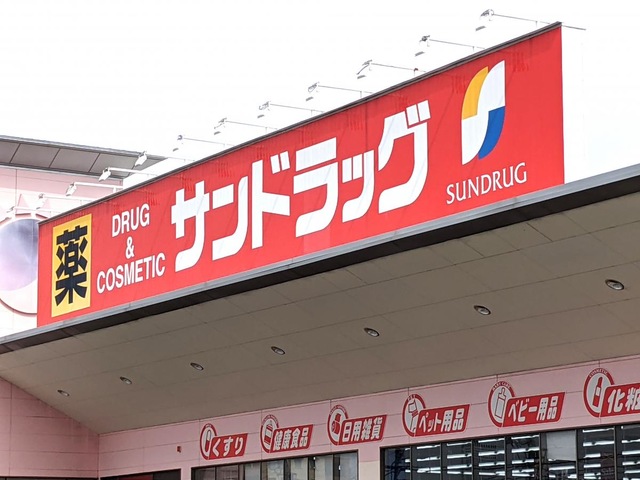 薬
DRUG
&
COSMETIC
サンドラッグ
SUNDRUG
くすり
健康食品
日用雑貨
ペット用品
ベビー用品
化粧